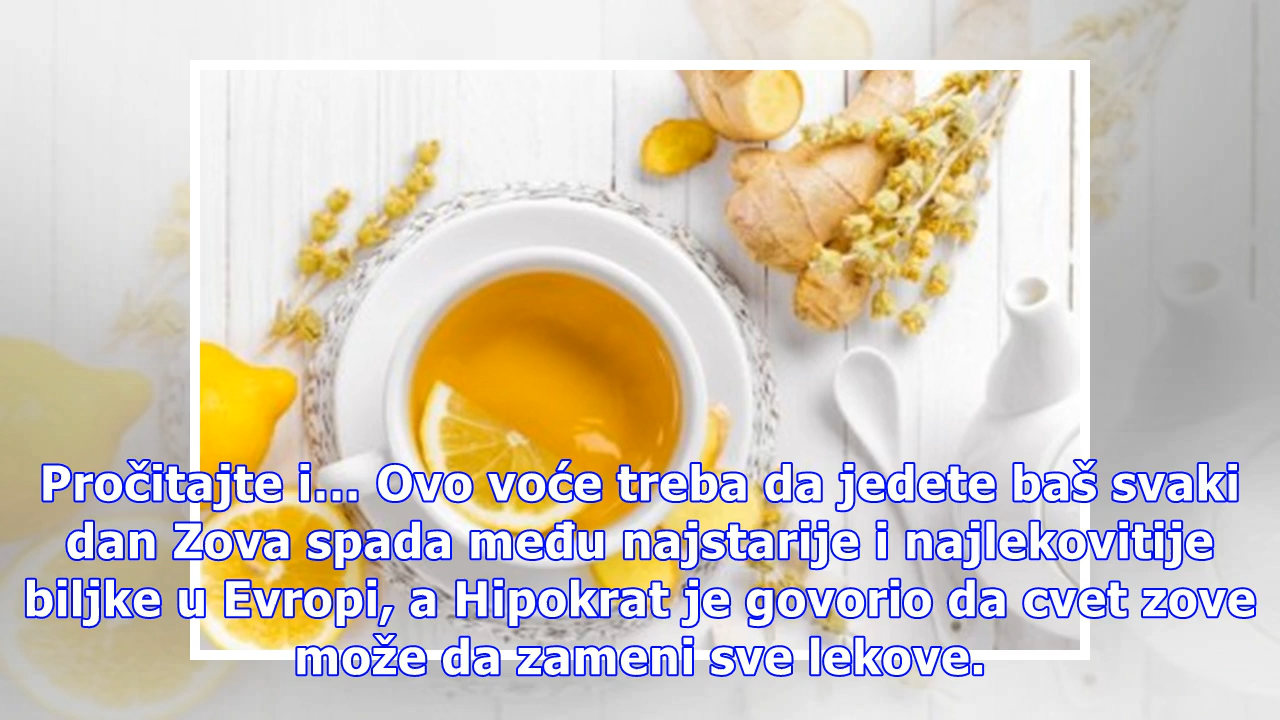 Pročitajte i... Ovo voće treba da jedete baš svaki
dan Zova spada među najstarije i najlekovitije
biljke u Evropi, a Hipokrat je govorio da cvet zove
može da zameni sve lekove.